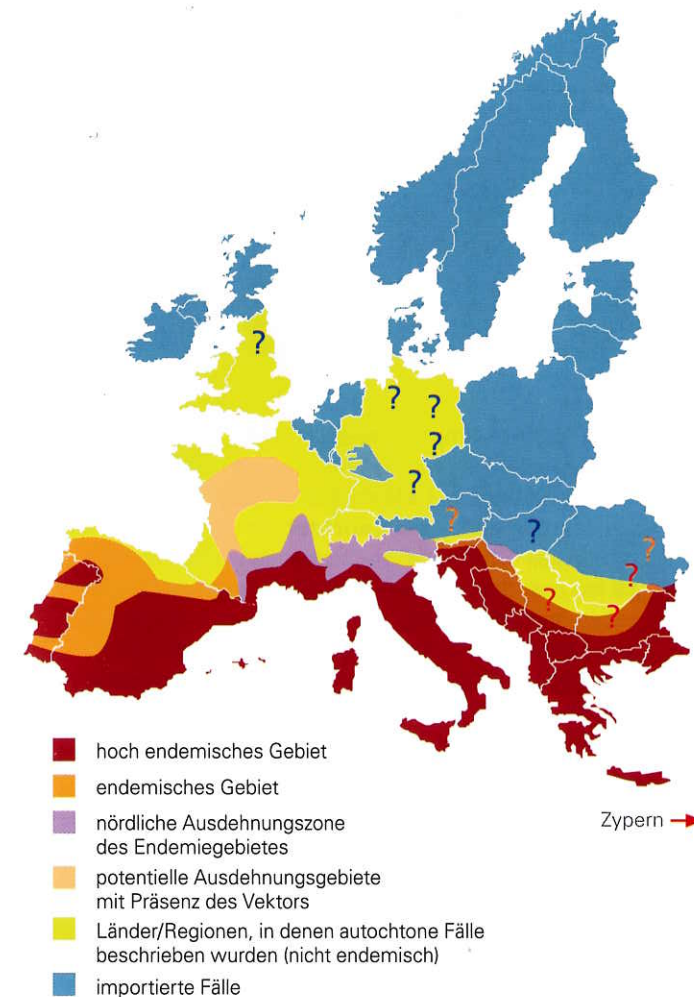 ?
?
?
?
?
?
?
?
?
?
?
hoch endemisches Gebiet
endemisches Gebiet
nördliche Ausdehnungszone
des Endemiegebietes
Zypern →
potentielle Ausdehnungsgebiete
mit Präsenz des Vektors
Länder/Regionen, in denen autochtone Fälle
beschrieben wurden (nicht endemisch)
importierte Fälle